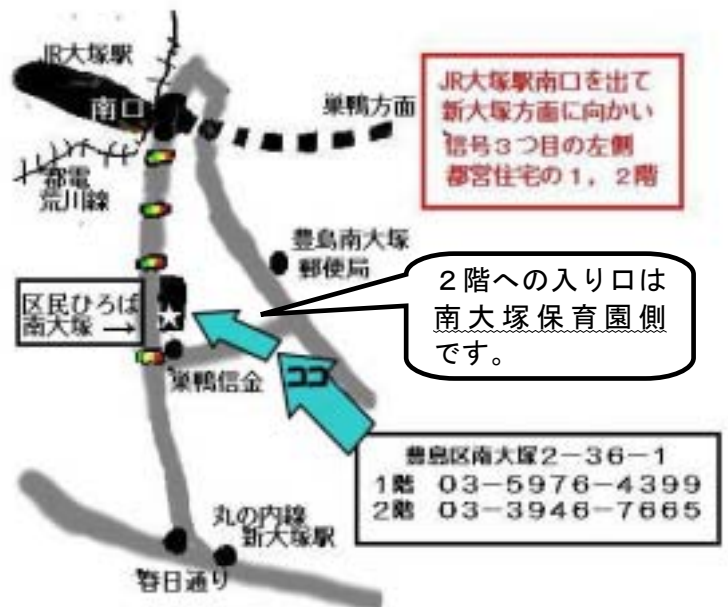 JR大塚駅
南口
巣鴨方面
都電
荒川線
JR大塚駅南口を出て
新大塚方面に向かい
信号3つ目の左側
都営住宅の1，2階
豊島南大塚
郵便局
区民ひろば
南大塚 →
２階への入り口は
南大塚保育園側
です。
ココ
巣鴨信金
豊島区南大塚2－36－1
1階 03－5976－4399
2階 03－3946－7665
丸の内線
新大塚駅
春日通り